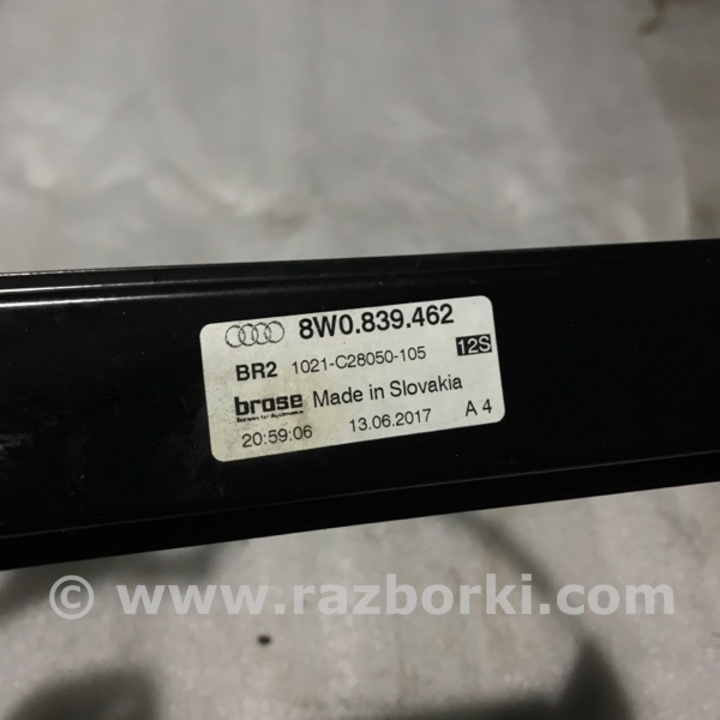 8W0.839.462
BR2 1021-C28050-105 12S
brose Made in Slovakia
20:59:06 13.06.2017 A 4
© www.razborki.com